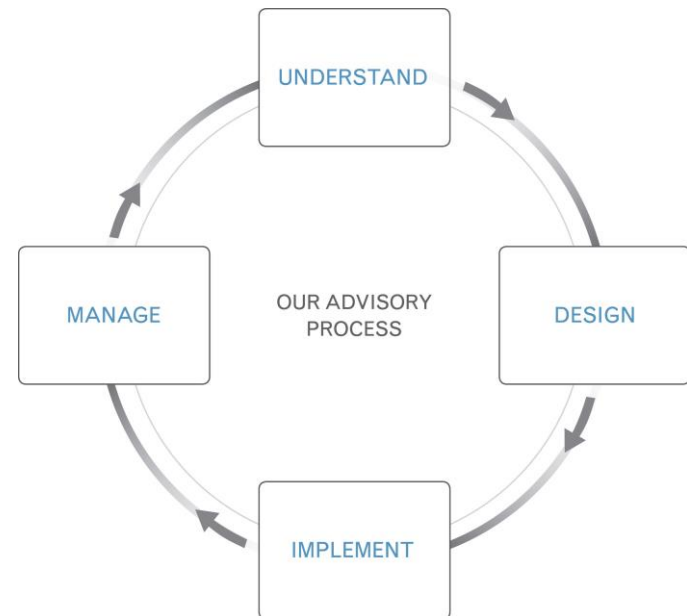 UNDERSTAND
MANAGE
OUR ADVISORY
PROCESS
DESIGN
IMPLEMENT